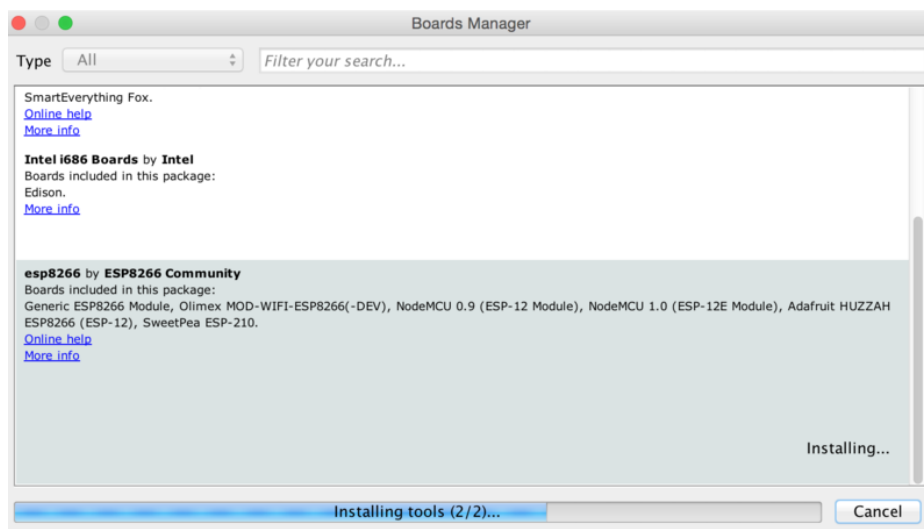 Boards Manager
Type All Filter your search...
SmartEverything Fox.
Online help
More info
Intel i686 Boards by Intel
Boards included in this package:
Edison.
More info
esp8266 by ESP8266 Community
Boards included in this package:
Generic ESP8266 Module, Olimex MOD-WIFI-ESP8266(-DEV), NodeMCU 0.9 (ESP-12 Module), NodeMCU 1.0 (ESP-12E Module), Adafruit HUZZAH
ESP8266 (ESP-12), SweetPea ESP-210.
Online help
More info
Installing...
Installing tools (2/2)... Cancel